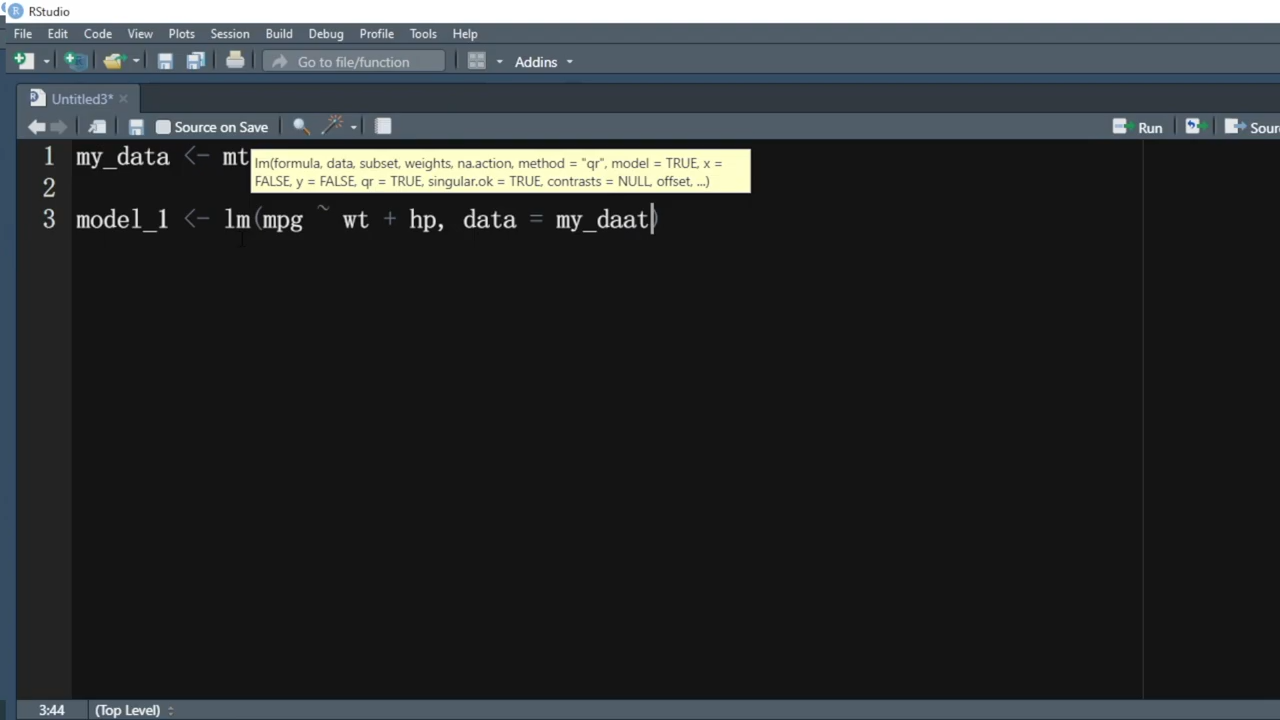 RStudio
File Edit Code View Plots Session Build Debug Profile Tools Help
Go to file/function Addins
Untitled3*
Source on Save Run Sour
1 my_data <- mt
lm(formula, data, subset, weights, na.action, method = "qr", model = TRUE, x =
FALSE, y = FALSE, qr = TRUE, singular.ok = TRUE, contrasts = NULL, offset, ...)
2
3 model_1 <- lm(mpg ~ wt + hp, data = my_daat)
3:44 (Top Level)